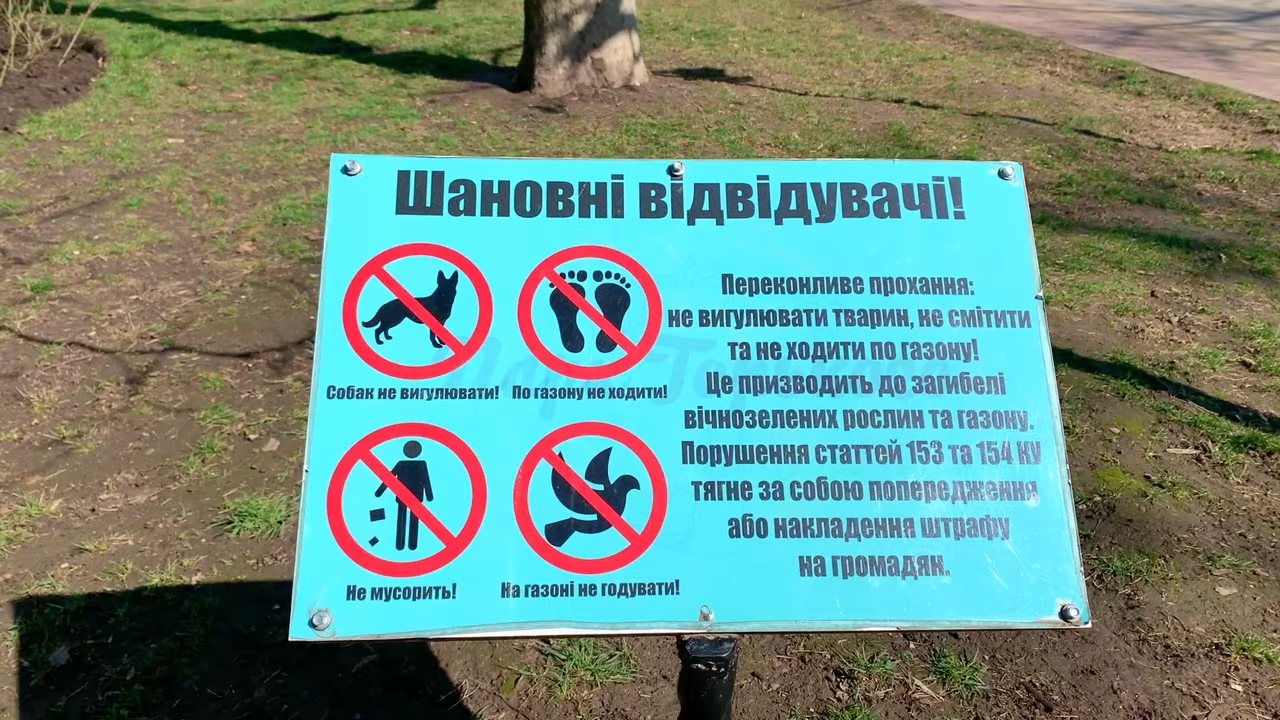 Шановні відвідувачі!
Собак не вигулювати!
По газону не ходити!
Не мусорить!
На газоні не годувати!
Переконливе прохання:
не вигулювати тварин, не смітити
та не ходити по газону!
Це призводить до загибелі
вічнозелених рослин та газону.
Порушення статтей 153 та 154 КУ
тягне за собою попередження
або накладення штрафу
на громадян.